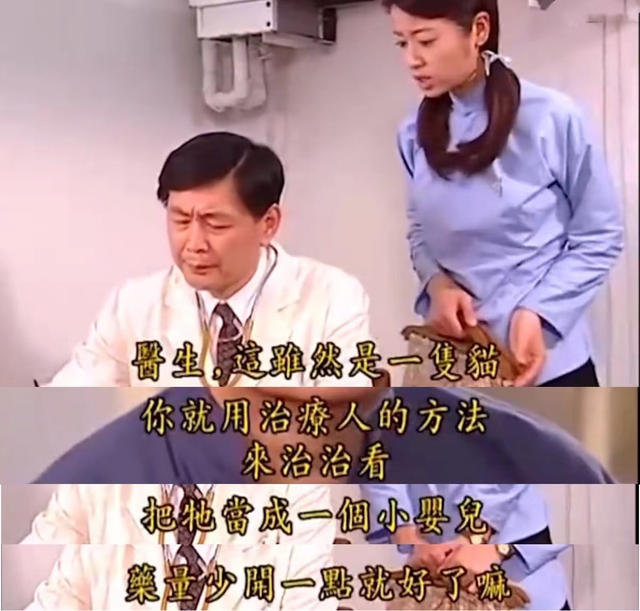 醫生,這雖然是一隻貓
你就用治療人的方法
來治治看
把牠當成一個小嬰兒
藥量少開一點就好了嘛